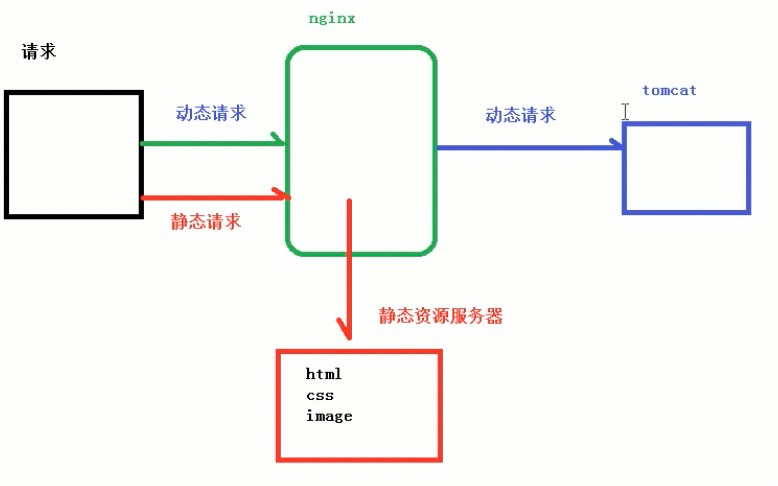 nginx
请求
tomcat
动态请求
动态请求
静态请求
静态资源服务器
html
css
image